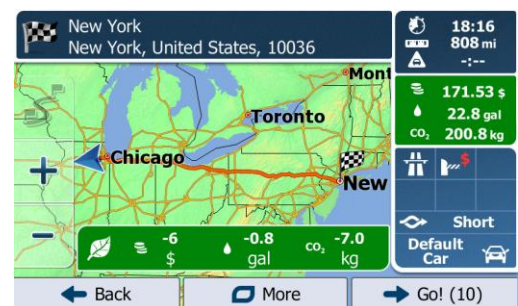 New York
New York, United States, 10036
18:16
808 mi
-:--
171.53 $
22.8 gal
CO₂ 200.8 kg
Mont
Toronto
Chicago
New
$
Short
Default
Car
-6
$
-0.8
gal
CO₂
-7.0
kg
Back
More
Go! (10)